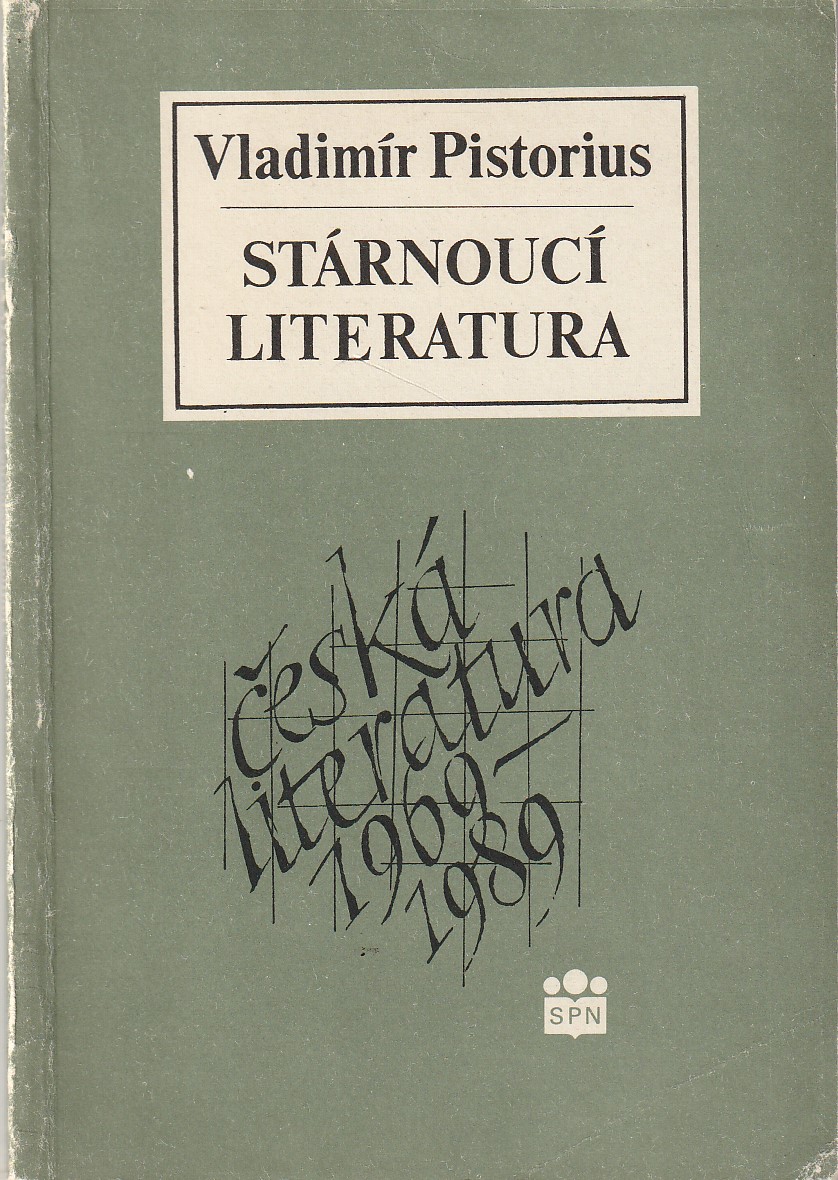 Vladimír Pistorius
STÁRNOUCÍ
LITERATURA
česká
literatura
1969—
1989
SPN